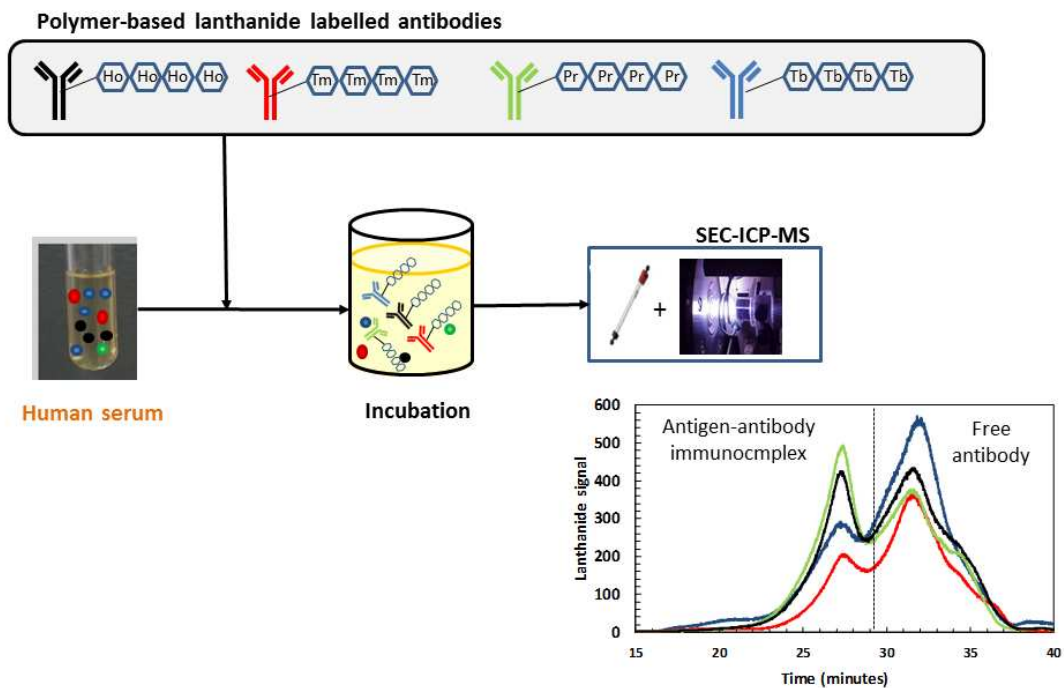 Polymer-based lanthanide labelled antibodies
Ho Ho Ho Ho
Tm Tm Tm Tm
Pr Pr Pr Pr
Tb Tb Tb Tb
SEC-ICP-MS
+
Human serum
Incubation
600
500
400
300
200
100
0
Lanthanide signal
Antigen-antibody
immunocmplex
Free
antibody
15 20 25 30 35 40
Time (minutes)